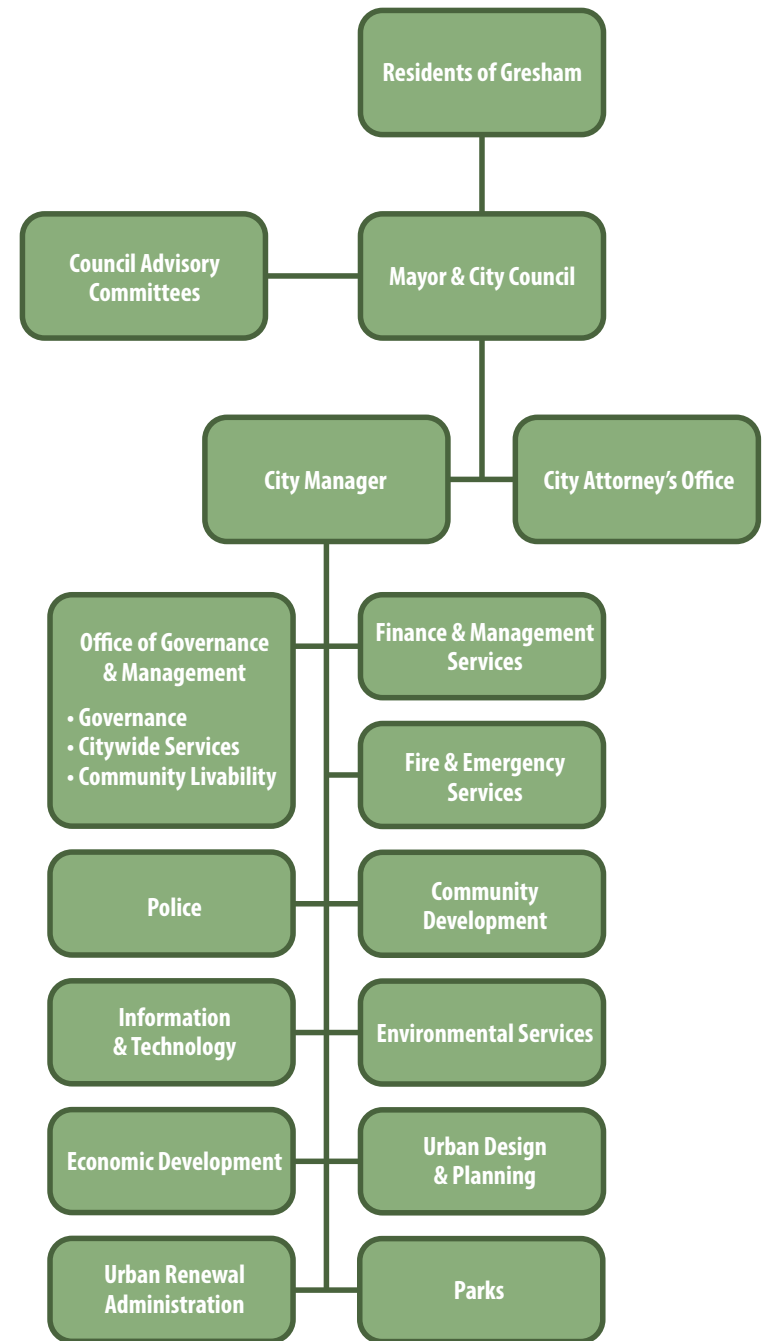 Residents of Gresham
Council Advisory
Committees
Mayor & City Council
City Manager
City Attorney’s Office
Office of Governance
& Management
• Governance
• Citywide Services
• Community Livability
Finance & Management
Services
Fire & Emergency
Services
Police
Community
Development
Information
& Technology
Environmental Services
Economic Development
Urban Design
& Planning
Urban Renewal
Administration
Parks